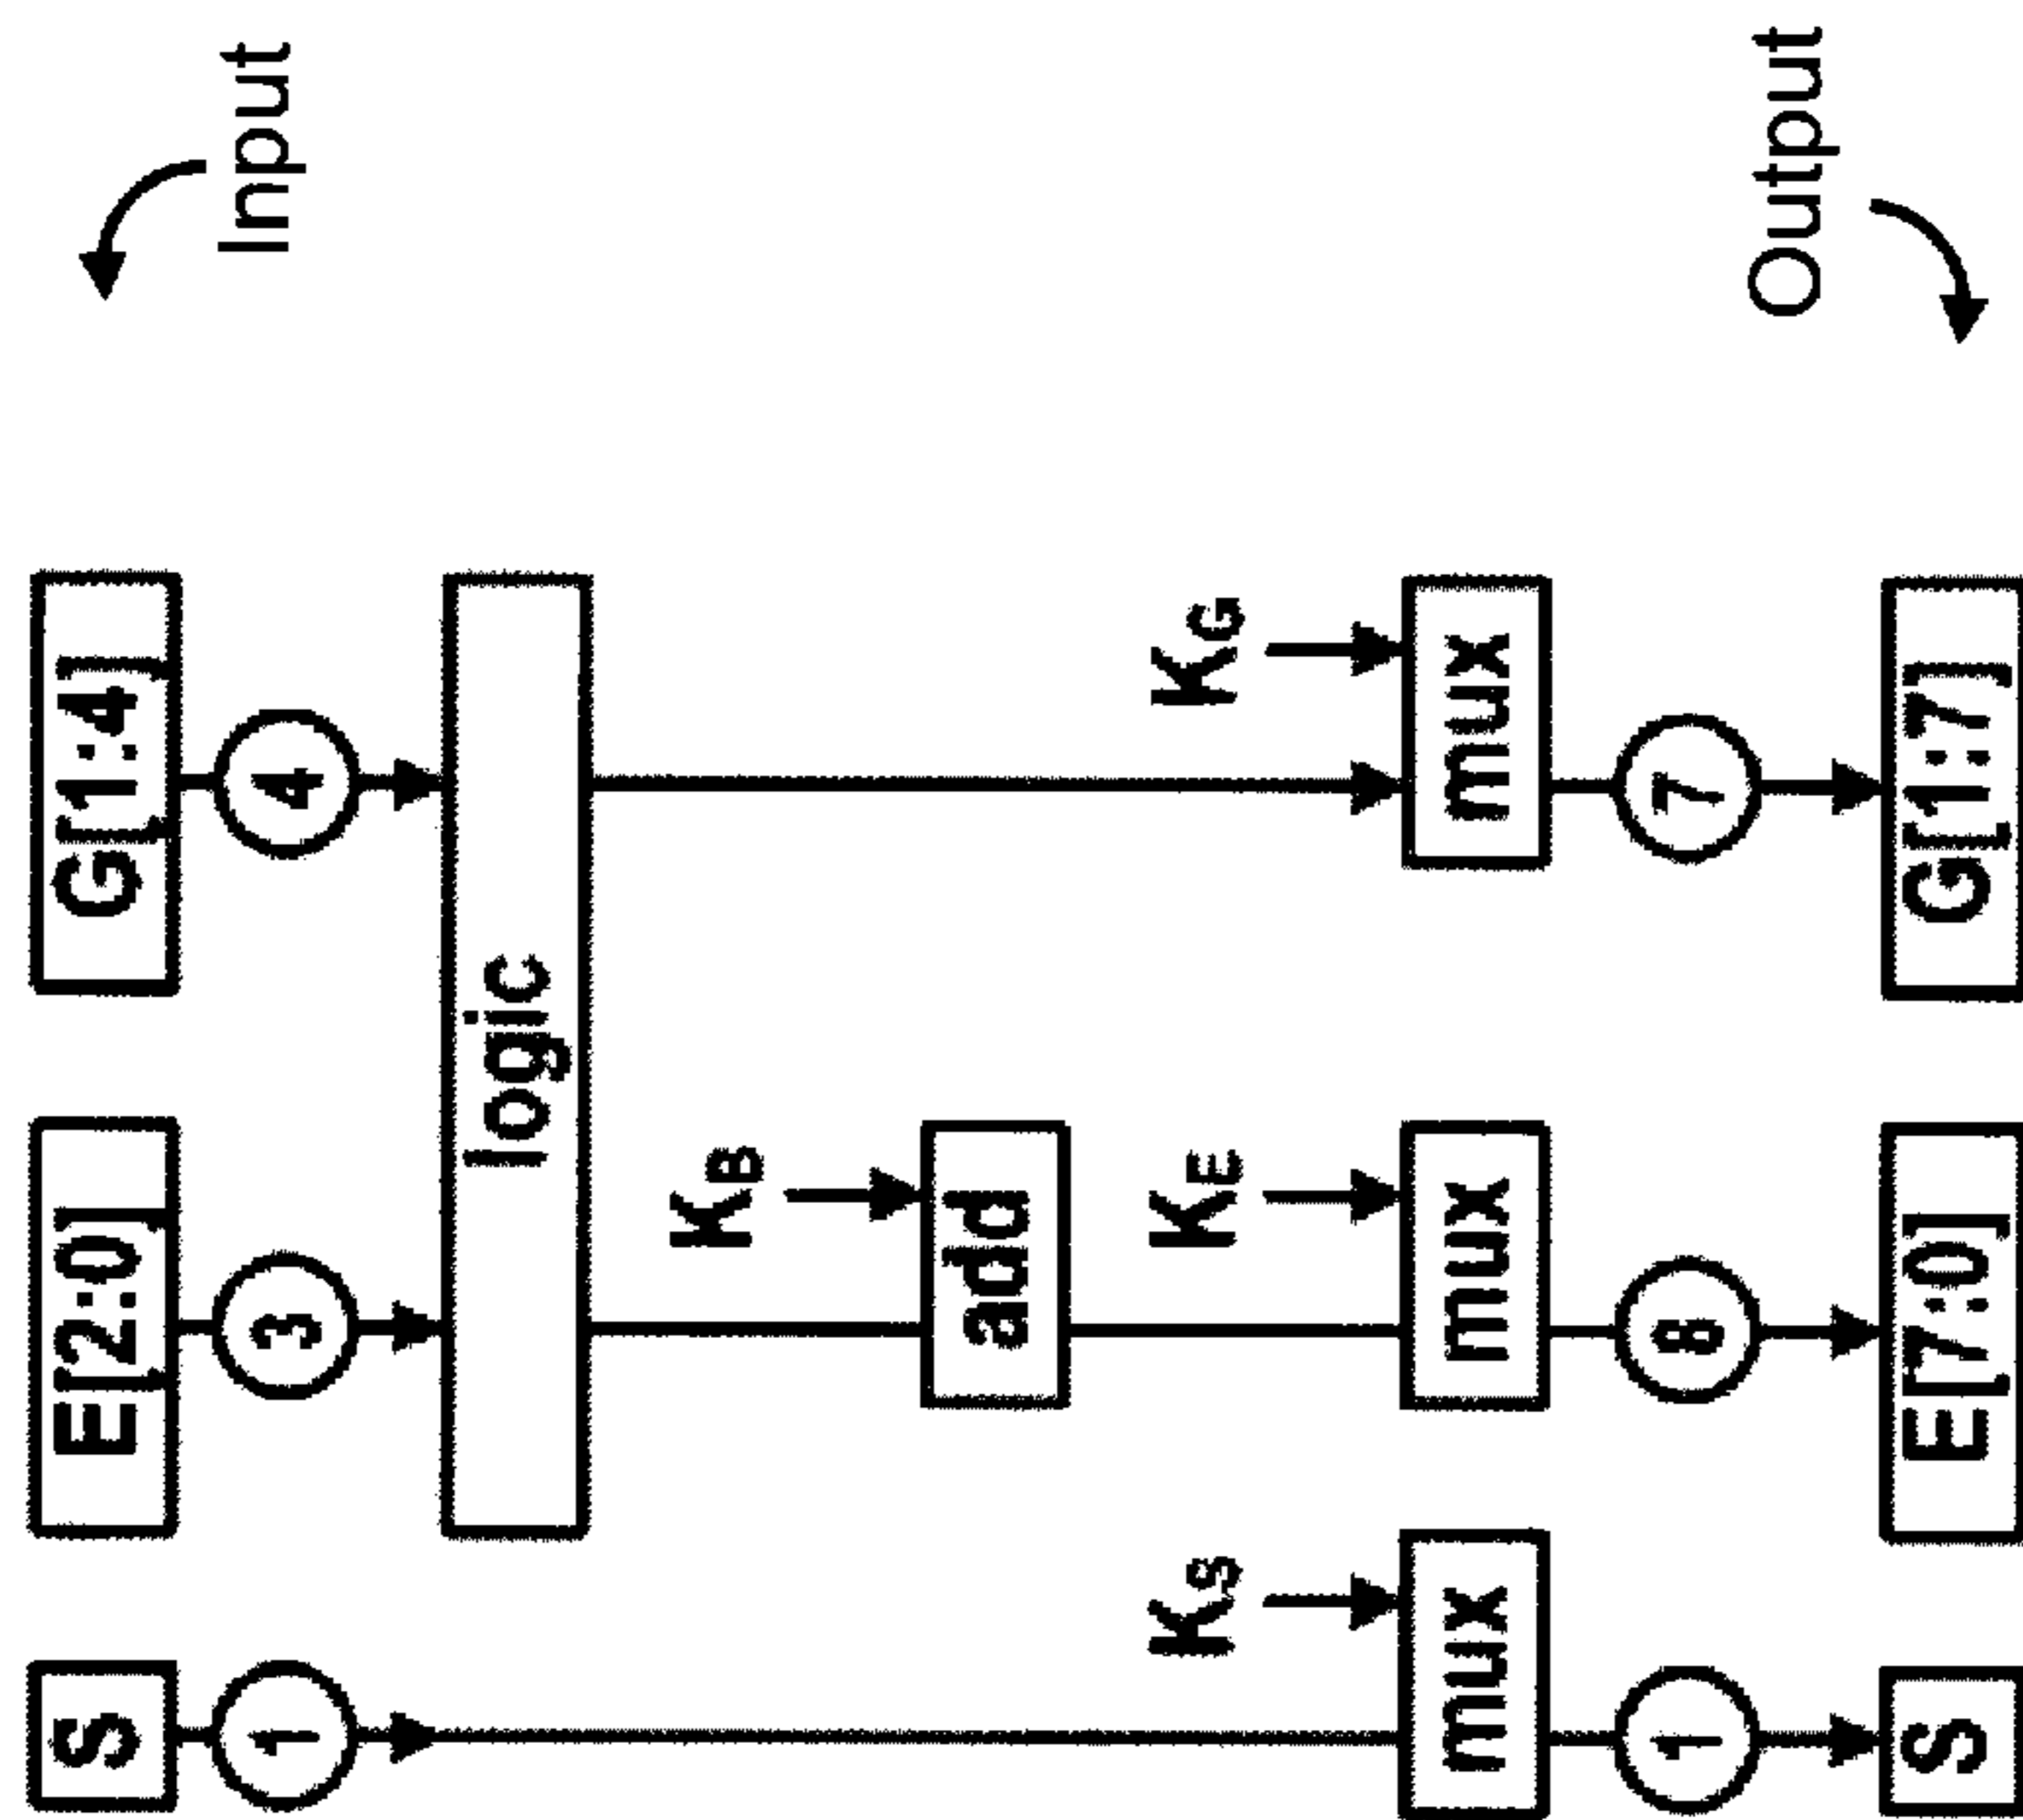 S
E[2:0]
G[1:4]
Input
1
3
4
logic
KB
KS
KE
KG
add
mux
mux
mux
1
8
7
S
E[7:0]
G[1:7]
Output